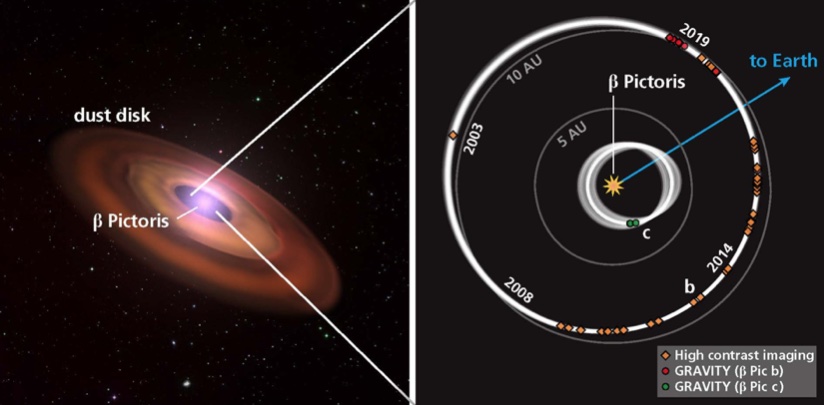 dust disk
β Pictoris
2019
to Earth
10 AU
β Pictoris
2003
5 AU
c
2014
b
2008
High contrast imaging
GRAVITY (β Pic b)
GRAVITY (β Pic c)